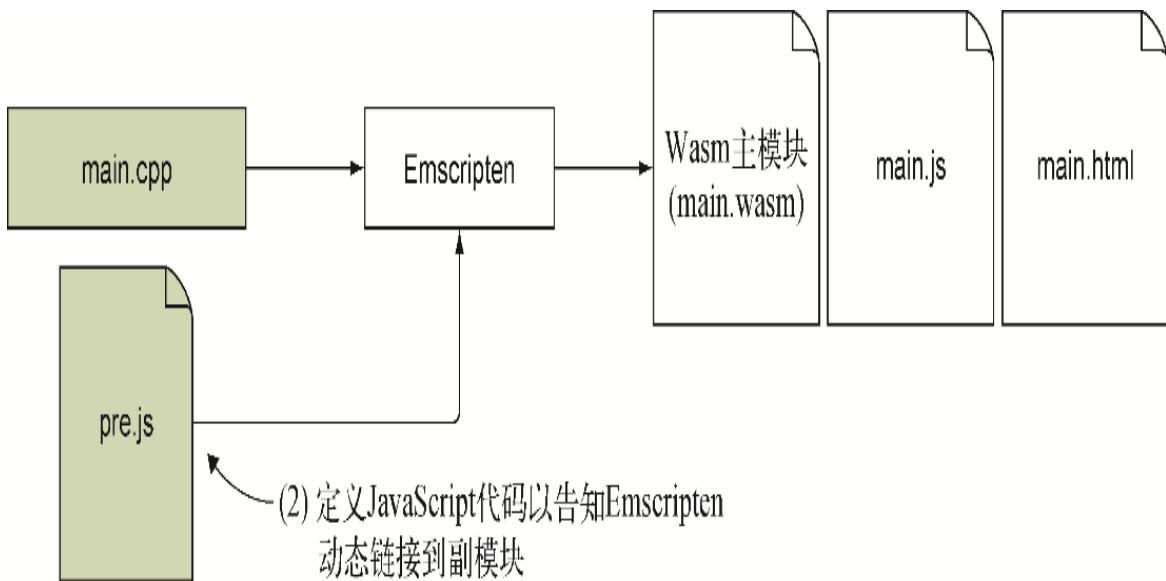 main.cpp
Emscripten
Wasm主模块
(main.wasm)
main.js
main.html
pre.js
(2) 定义JavaScript代码以告知Emscripten
动态链接到副模块